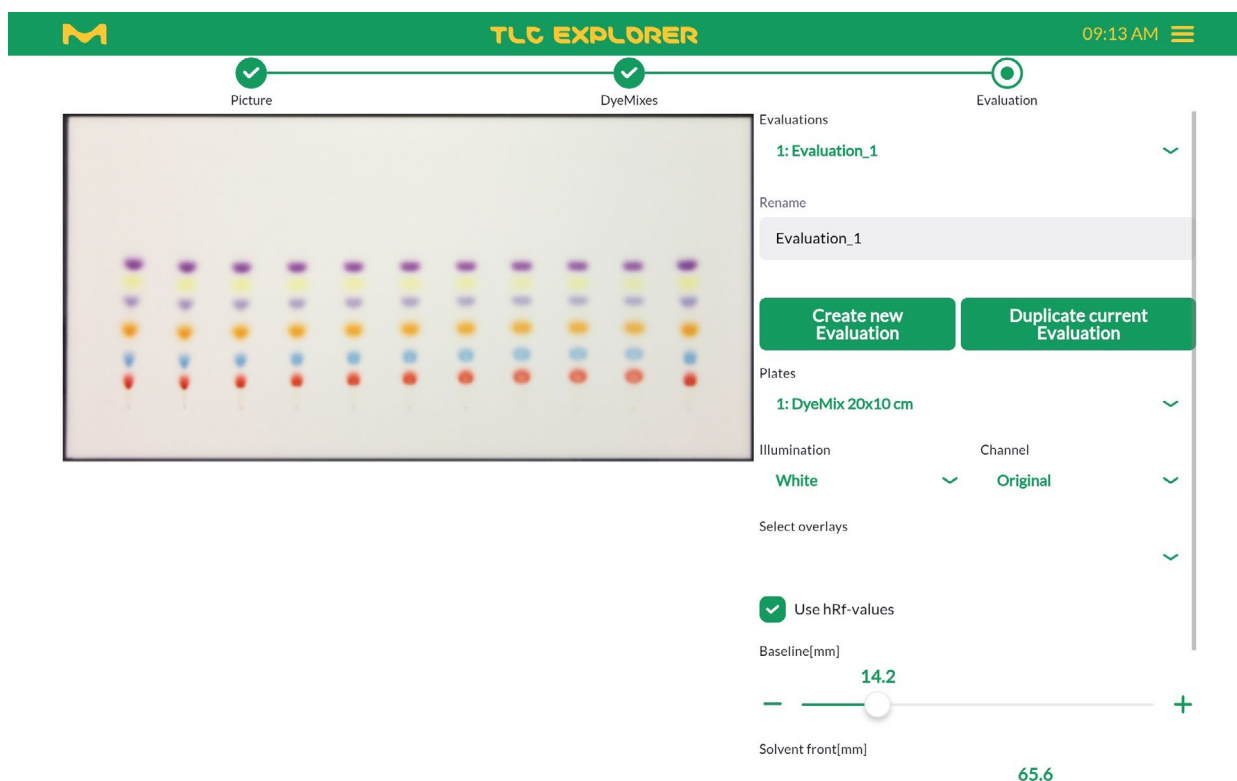 TLC EXPLORER
09:13 AM
Picture
DyeMixes
Evaluation
Evaluations
1: Evaluation_1
Rename
Evaluation_1
Create new
Evaluation
Duplicate current
Evaluation
Plates
1: DyeMix 20x10 cm
Illumination
Channel
White
Original
Select overlays
Use hRf-values
Baseline[mm]
14.2
Solvent front[mm]
65.6